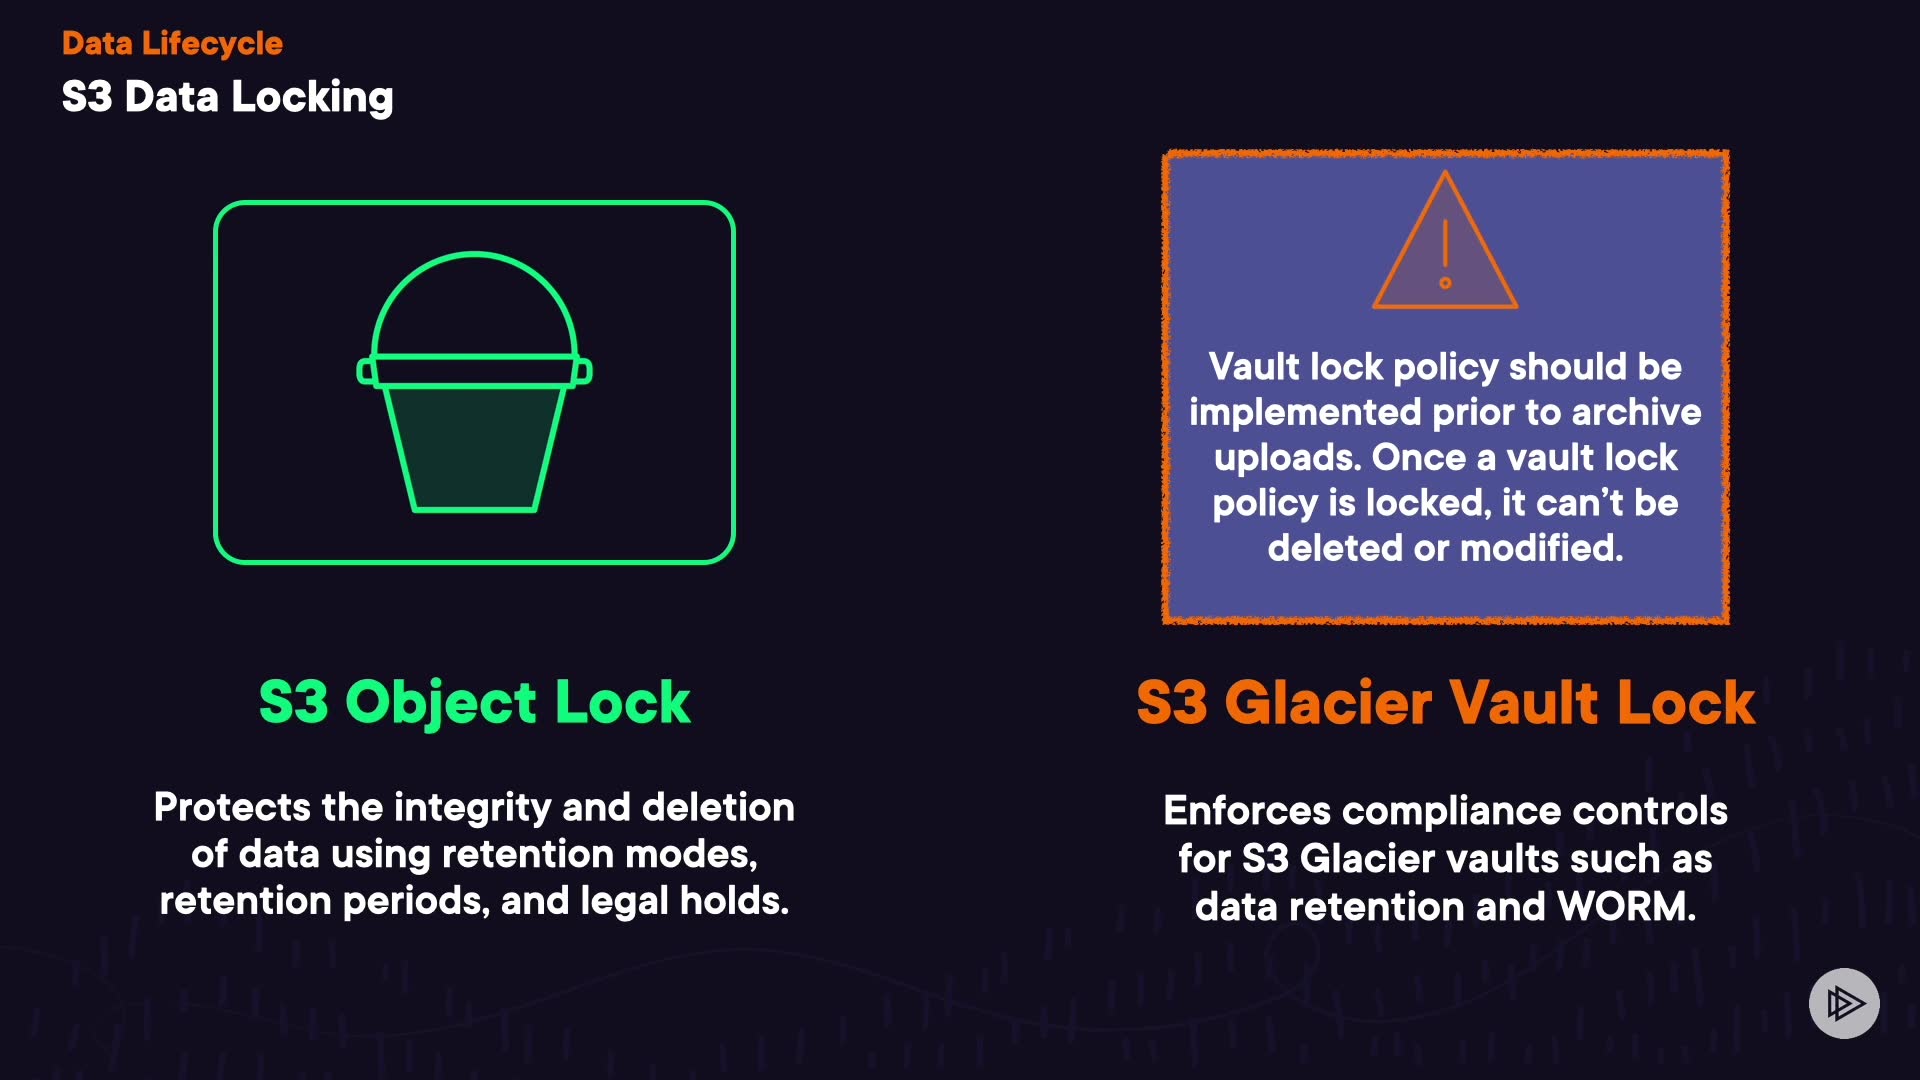 Data Lifecycle
S3 Data Locking
Vault lock policy should be
implemented prior to archive
uploads. Once a vault lock
policy is locked, it can’t be
deleted or modified.
S3 Object Lock
Protects the integrity and deletion
of data using retention modes,
retention periods, and legal holds.
S3 Glacier Vault Lock
Enforces compliance controls
for S3 Glacier vaults such as
data retention and WORM.